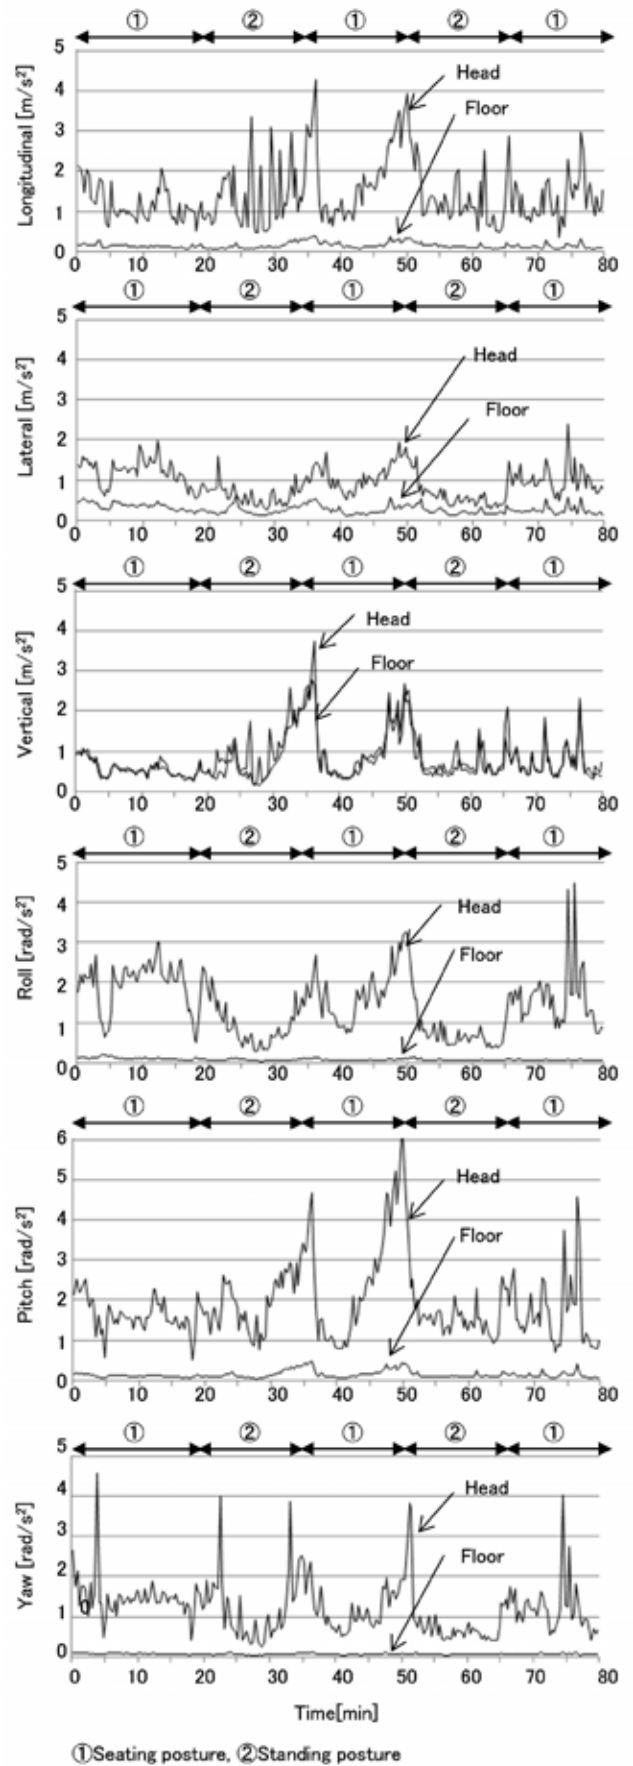 ① ② ① ② ①
5
4
3
2
1
0
Longitudinal [m/s²]
Head
Floor
0 10 20 30 40 50 60 70 80
① ② ① ② ①
5
4
3
2
1
0
Lateral [m/s²]
Head
Floor
0 10 20 30 40 50 60 70 80
① ② ① ② ①
5
4
3
2
1
0
Vertical [m/s²]
Head
Floor
0 10 20 30 40 50 60 70 80
① ② ① ② ①
5
4
3
2
1
0
Roll [rad/s²]
Head
Floor
0 10 20 30 40 50 60 70 80
① ② ① ② ①
6
5
4
3
2
1
0
Pitch [rad/s²]
Head
Floor
0 10 20 30 40 50 60 70 80
① ② ① ② ①
5
4
3
2
1
0
0
Yaw [rad/s²]
Head
Floor
0 10 20 30 40 50 60 70 80
Time[min]
①Seating posture, ②Standing posture